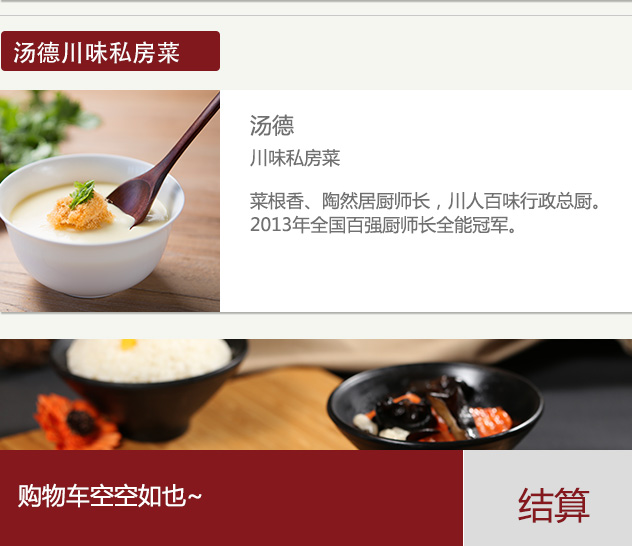 汤德川味私房菜
汤德
川味私房菜
菜根香、陶然居厨师长，川人百味行政总厨。
2013年全国百强厨师长全能冠军。
购物车空空如也~
结算